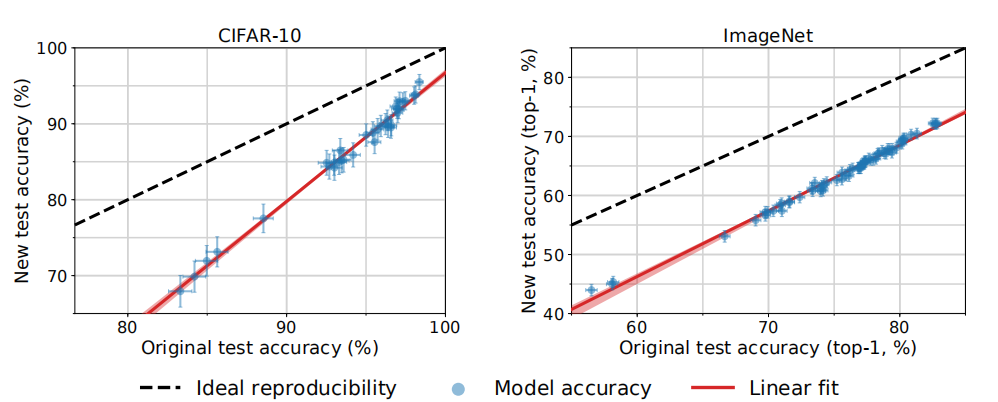 CIFAR-10
New test accuracy (%)
100
90
80
70
80
90
100
Original test accuracy (%)
ImageNet
New test accuracy (top-1, %)
80
70
60
50
40
60
70
80
Original test accuracy (top-1, %)
Ideal reproducibility
Model accuracy
Linear fit